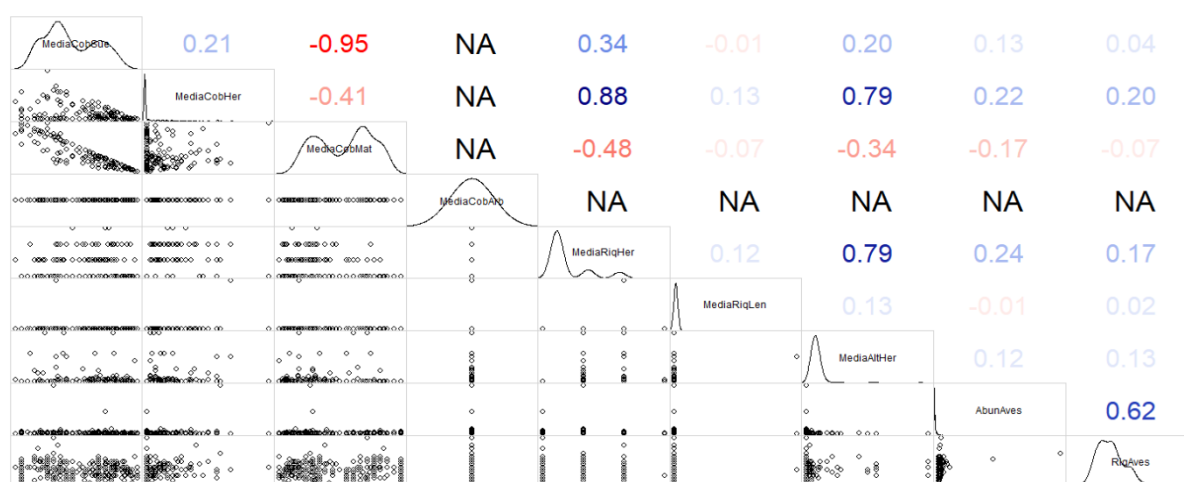 MediaCobSue 0.21 -0.95 NA 0.34 -0.01 0.20 0.13 0.04
MediaCobHer -0.41 NA 0.88 0.13 0.79 0.22 0.20
MediaCobMat NA -0.48 -0.07 -0.34 -0.17 -0.07
MediaCobArb NA NA NA NA NA
MediaRiqHer 0.12 0.79 0.24 0.17
MediaRiqLen 0.13 -0.01 0.02
MediaAltHer 0.12 0.13
AbunAves 0.62
RiqAves